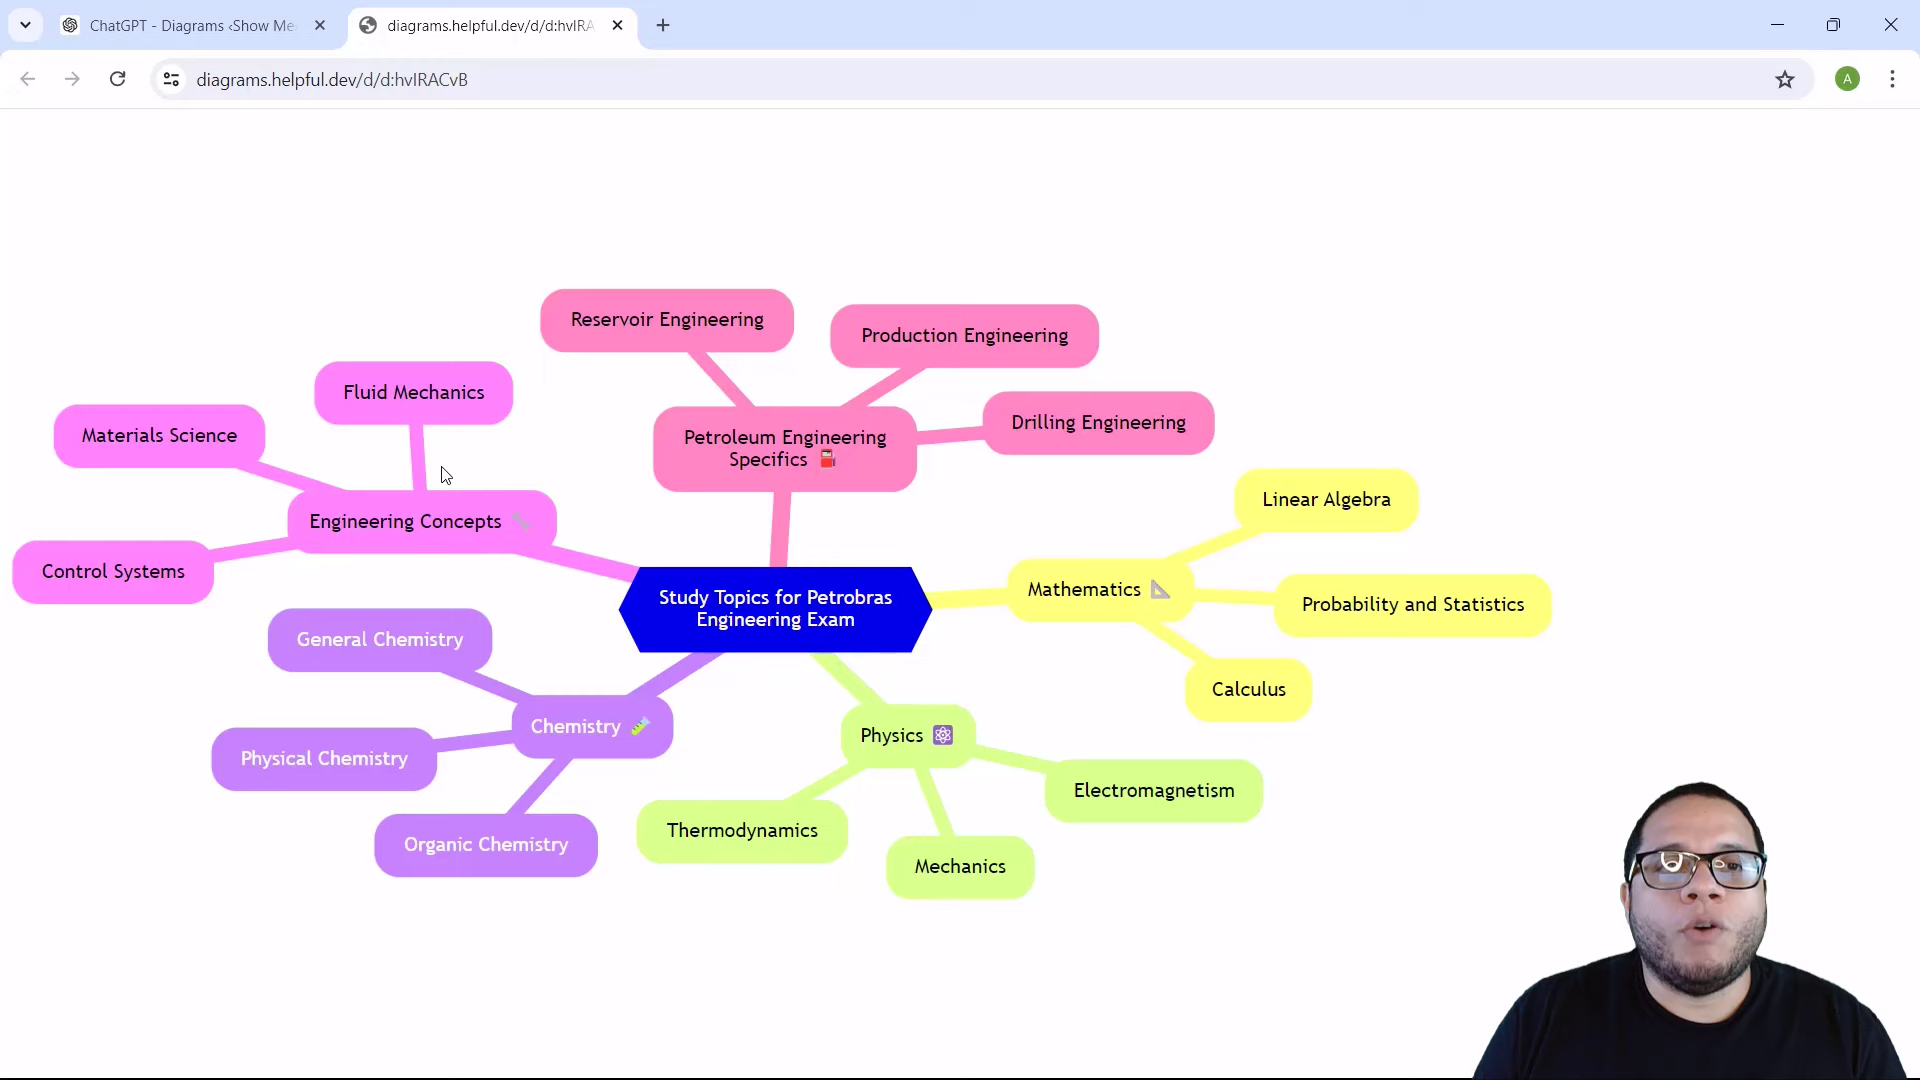 ChatGPT - Diagrams ‹Show Me
diagrams.helpful.dev/d/d:hvIRA
diagrams.helpful.dev/d/d:hvIRACvB
A
Reservoir Engineering
Production Engineering
Fluid Mechanics
Drilling Engineering
Materials Science
Petroleum Engineering
Specifics
Linear Algebra
Engineering Concepts
Control Systems
Mathematics
Study Topics for Petrobras
Engineering Exam
Probability and Statistics
General Chemistry
Calculus
Chemistry
Physics
Physical Chemistry
Electromagnetism
Thermodynamics
Organic Chemistry
Mechanics